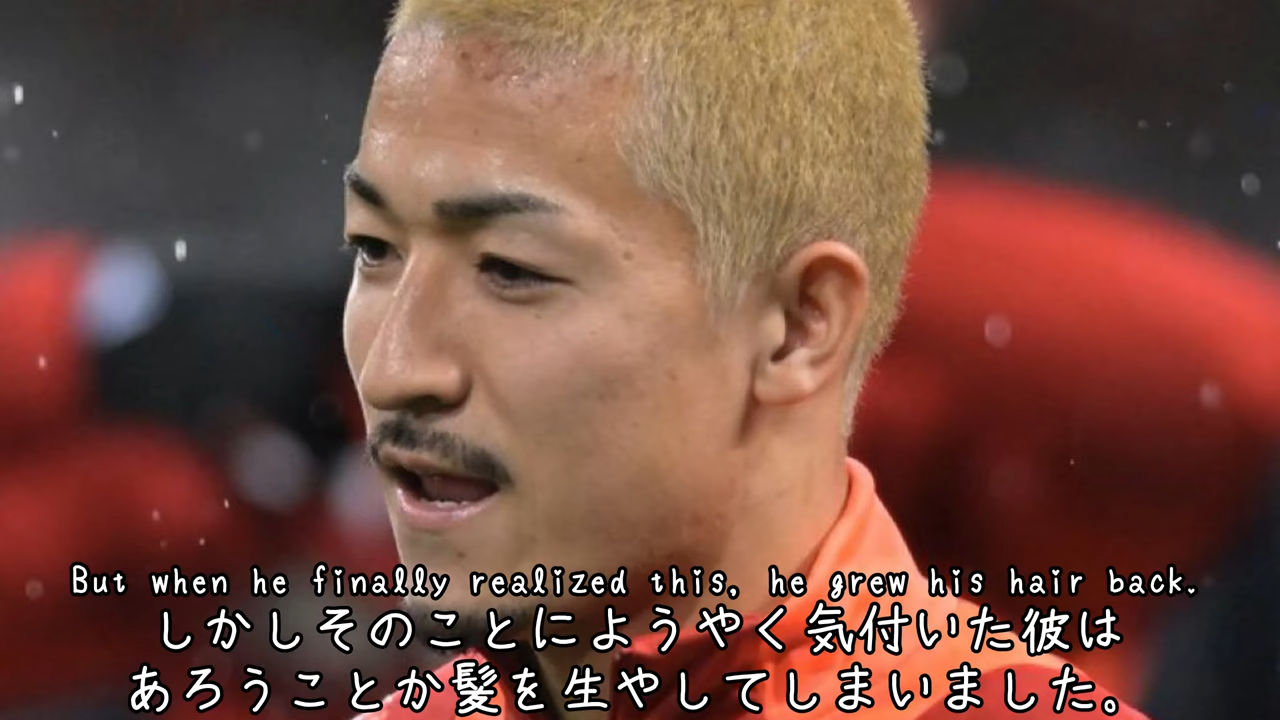 But when he finally realized this, he grew his hair back.
しかしそのことにようやく気付いた彼は
あろうことか髪を生やしてしまいました。